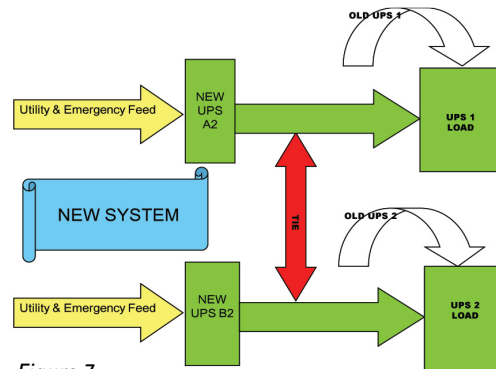 OLD UPS 1
Utility & Emergency Feed
NEW
UPS
A2
UPS 1
LOAD
NEW SYSTEM
TIE
OLD UPS 2
Utility & Emergency Feed
NEW
UPS B2
UPS 2
LOAD
Figure 7